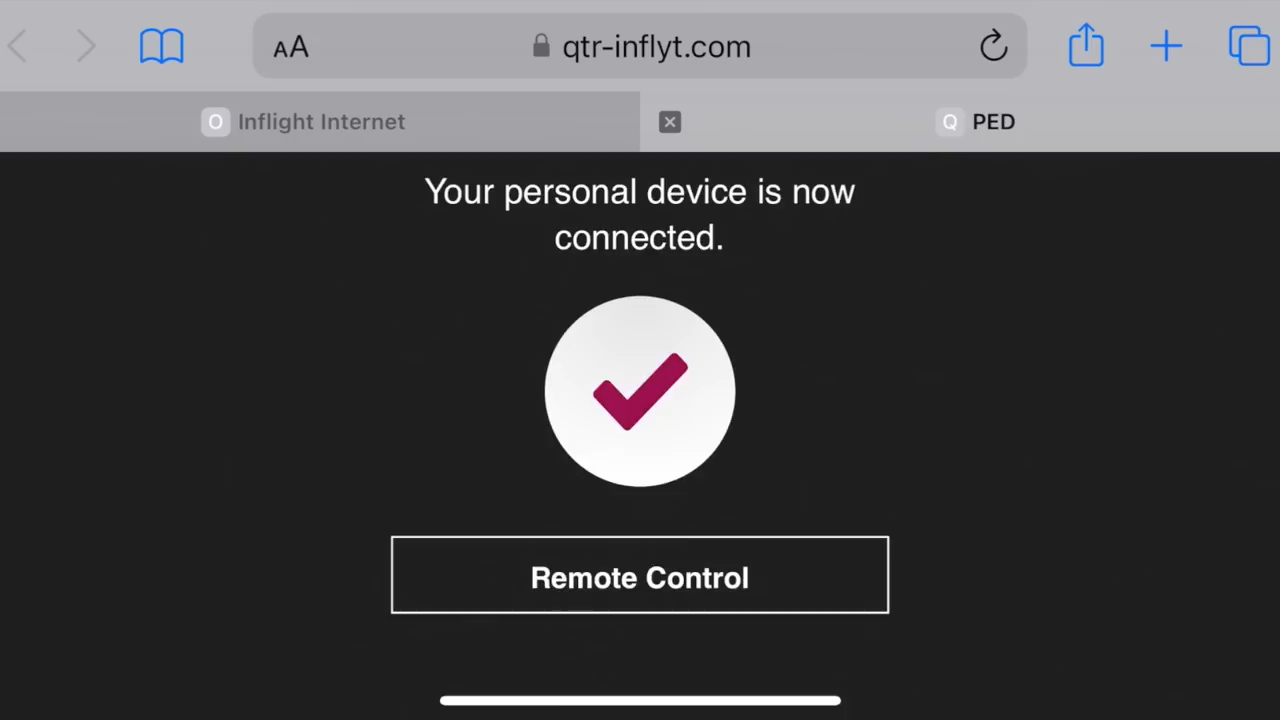 AA qtr-inflyt.com
O Inflight Internet
Q PED
Your personal device is now
connected.
Remote Control